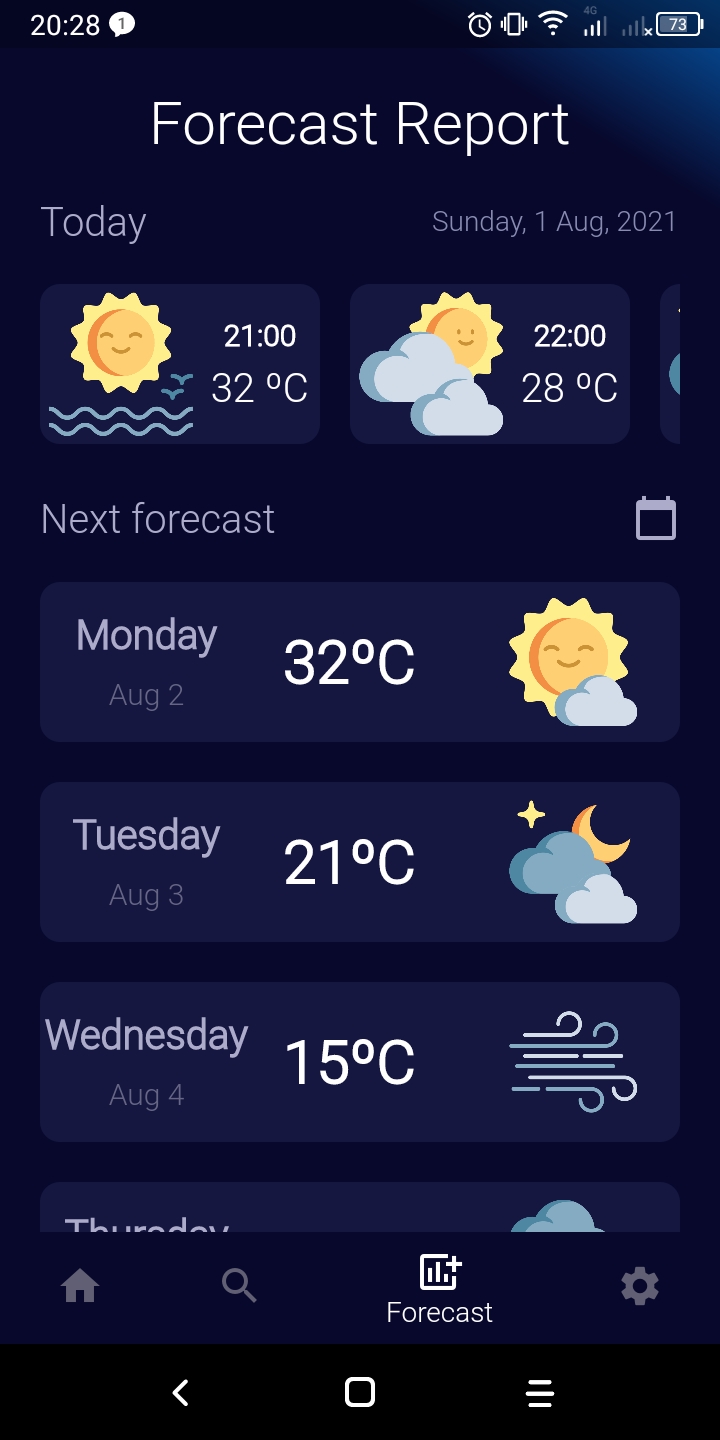 20:28 1 4G 73
Forecast Report
Today Sunday, 1 Aug, 2021
21:00 22:00
32 ºC 28 ºC
Next forecast
Monday
32ºC
Aug 2
Tuesday
21ºC
Aug 3
Wednesday
15ºC
Aug 4
Thursday
Forecast